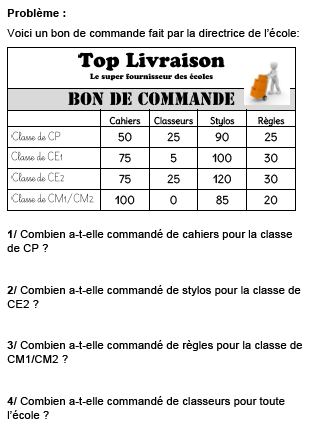 Problème :
Voici un bon de commande fait par la directrice de l'école:
Top Livraison
Le super fournisseur des écoles
BON DE COMMANDE
Cahiers Classeurs Stylos Règles
Classe de CP 50 25 90 25
Classe de CE1 75 5 100 30
Classe de CE2 75 25 120 30
Classe de CM1/CM2 100 0 85 20
1/ Combien a-t-elle commandé de cahiers pour la classe
de CP ?
2/ Combien a-t-elle commandé de stylos pour la classe de
CE2 ?
3/ Combien a-t-elle commandé de règles pour la classe de
CM1/CM2 ?
4/ Combien a-t-elle commandé de classeurs pour toute
l'école ?